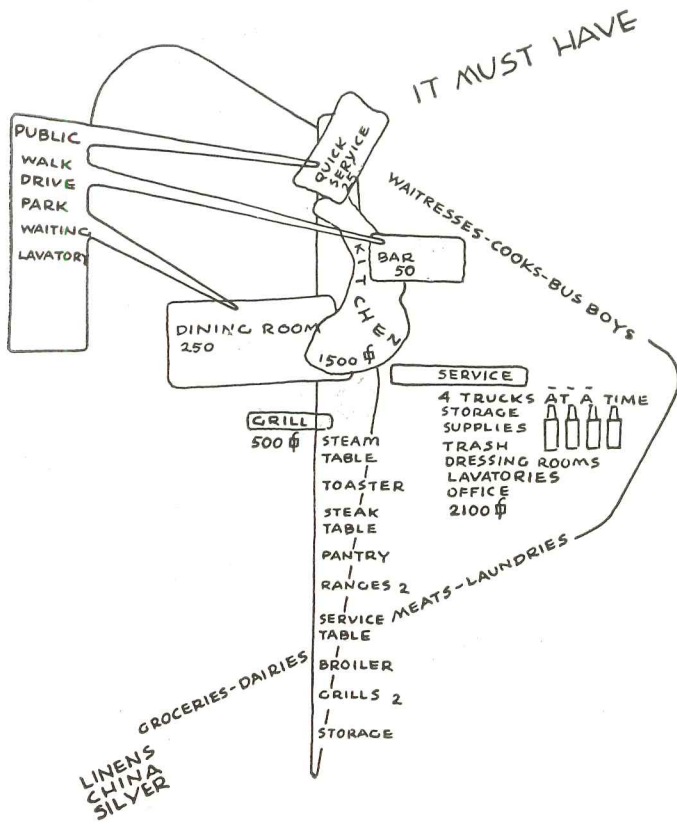 IT MUST HAVE
PUBLIC
WALK
DRIVE
PARK
WAITING
LAVATORY
QUICK
SERVICE
25
WAITRESSES-COOKS-BUS BOYS
BAR
50
KITCHEN
1500 ▯
DINING ROOM
250
GRILL
500 ▯
SERVICE
4 TRUCKS AT A TIME
STORAGE
SUPPLIES
TRASH
DRESSING ROOMS
LAVATORIES
OFFICE
2100 ▯
STEAM
TABLE
TOASTER
STEAK
TABLE
PANTRY
RANGES 2
SERVICE
TABLE
BROILER
GRILLS 2
STORAGE
MEATS-LAUNDRIES
GROCERIES-DAIRIES
LINENS
CHINA
SILVER